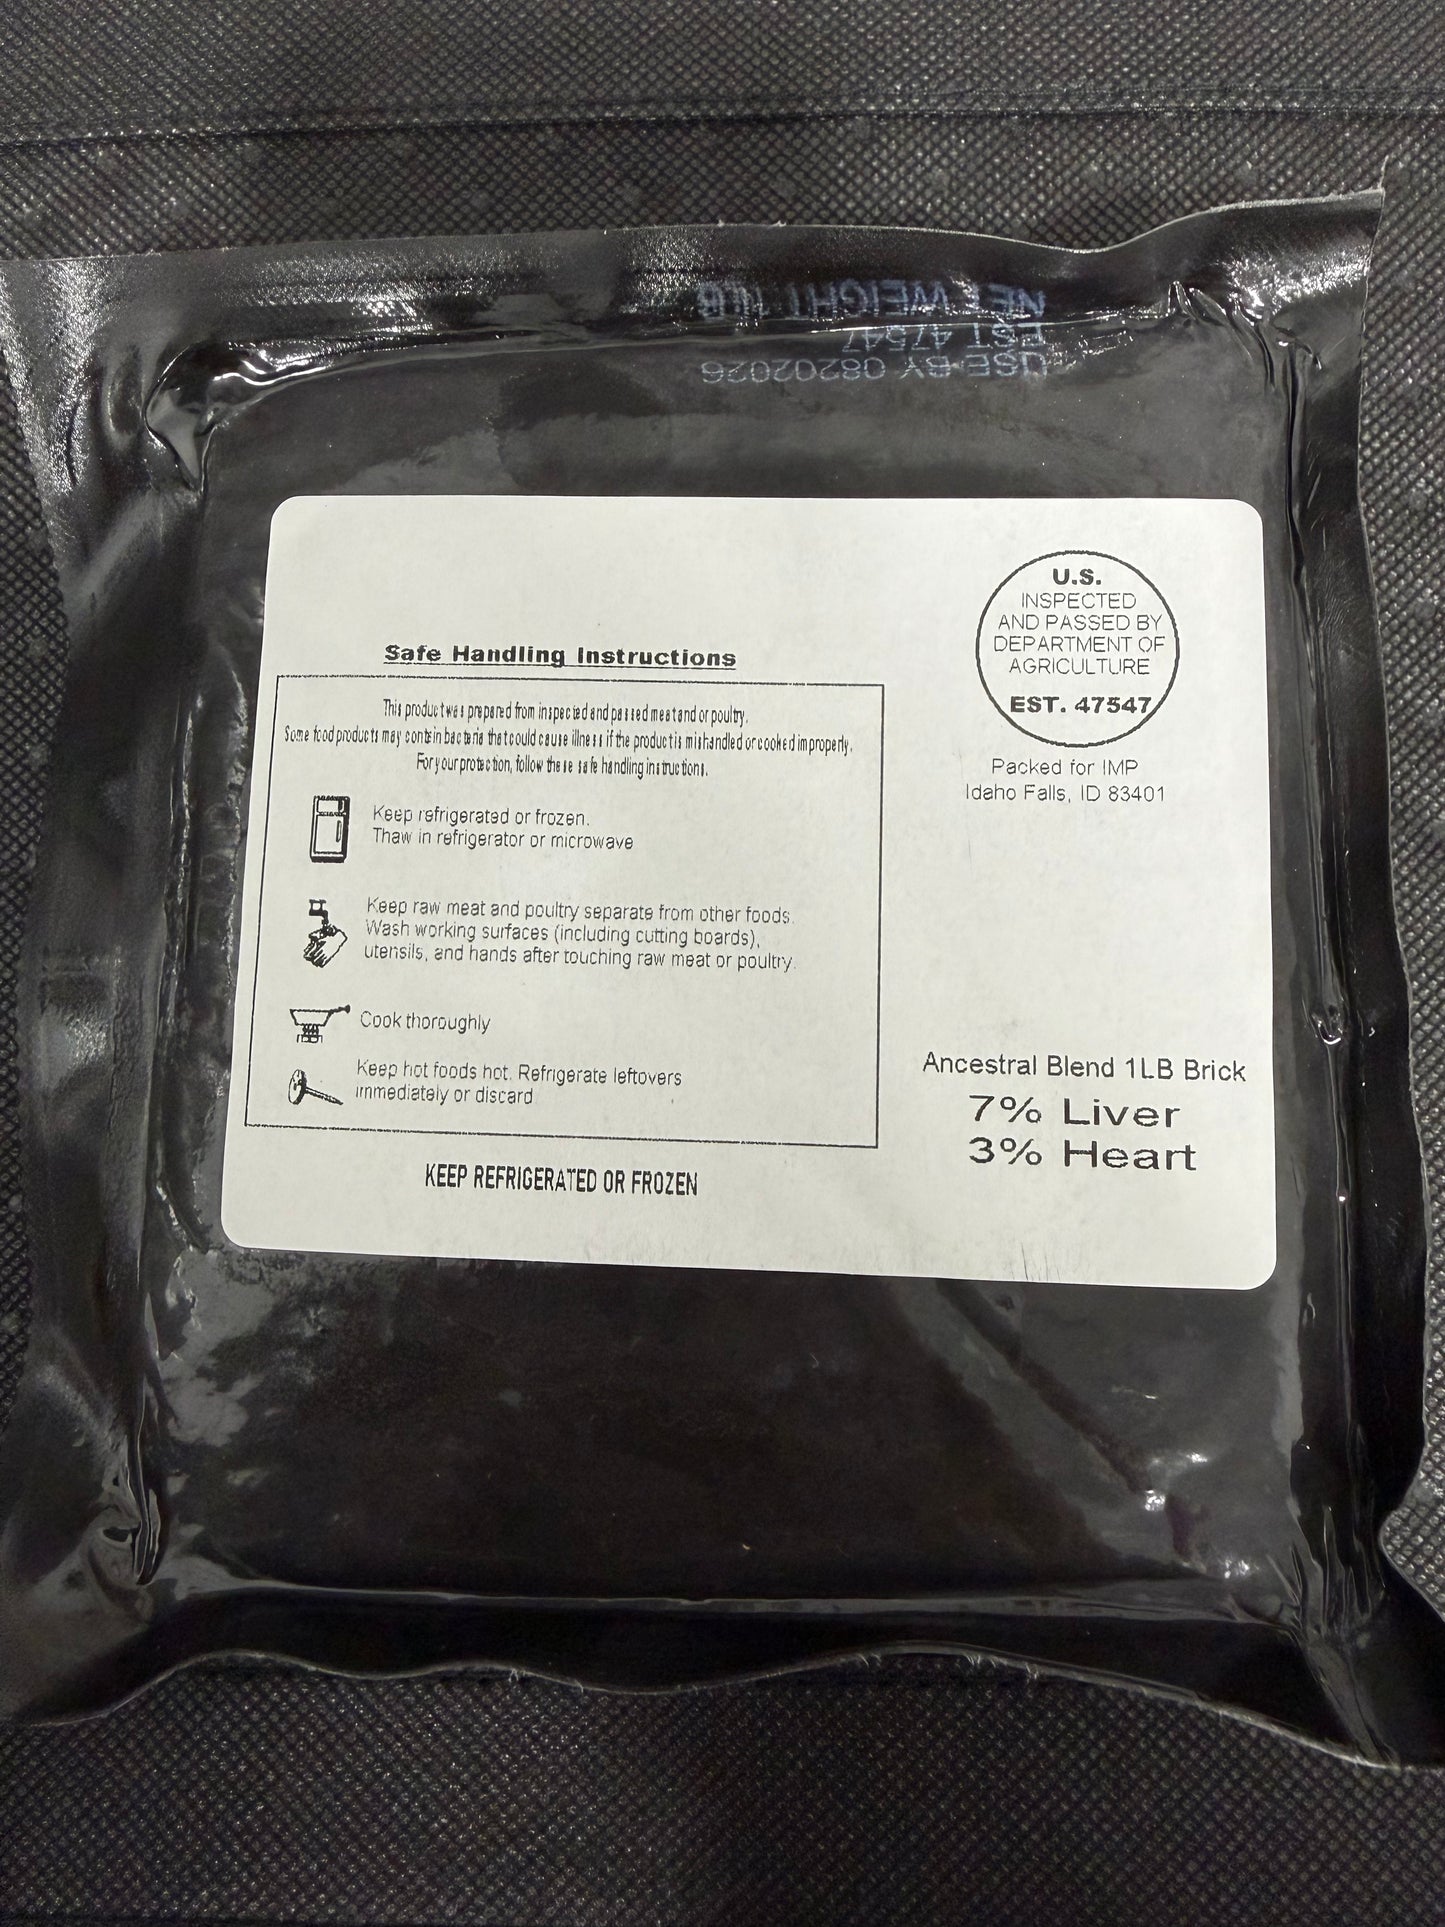 NET WEIGHT 1LB
EST 47547
USE BY 08202026
U.S.
INSPECTED
AND PASSED BY
DEPARTMENT OF
AGRICULTURE
EST. 47547
Packed for IMP
Idaho Falls, ID 83401
Safe Handling Instructions
This product was prepared from inspected and passed meat and or poultry.
Some food products may contain bacteria that could cause illness if the product is mishandled or cooked improperly.
For your protection, follow these safe handling instructions.
Keep refrigerated or frozen.
Thaw in refrigerator or microwave
Keep raw meat and poultry separate from other foods.
Wash working surfaces (including cutting boards),
utensils, and hands after touching raw meat or poultry.
Cook thoroughly
Keep hot foods hot. Refrigerate leftovers
immediately or discard
KEEP REFRIGERATED OR FROZEN
Ancestral Blend 1LB Brick
7% Liver
3% Heart